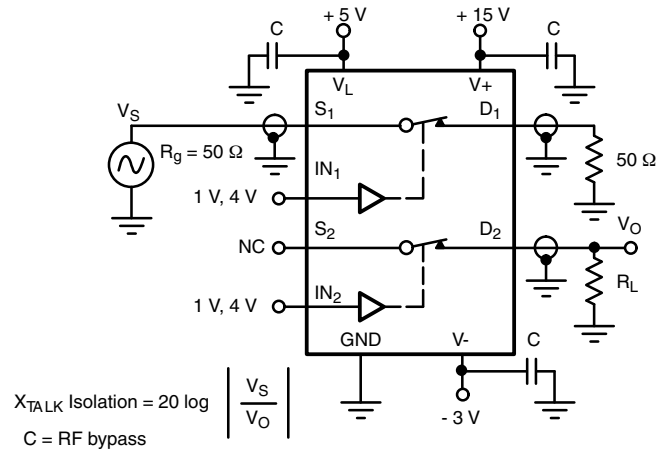 + 5 V
+ 15 V
C
C
V_L
V+
V_S
S_1
D_1
R_g = 50 Ω
50 Ω
IN_1
1 V, 4 V
S_2
D_2
V_O
NC
R_L
IN_2
1 V, 4 V
GND
V-
C
- 3 V
X_TALK Isolation = 20 log | V_S / V_O |
C = RF bypass